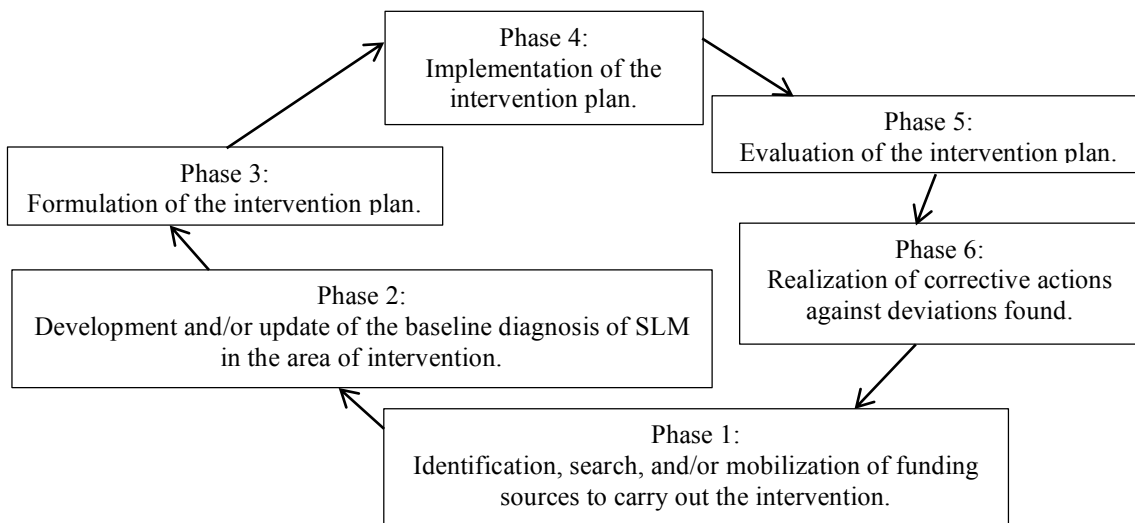 Phase 4:
Implementation of the
intervention plan.
Phase 5:
Evaluation of the intervention plan.
Phase 3:
Formulation of the intervention plan.
Phase 6:
Realization of corrective actions
against deviations found.
Phase 2:
Development and/or update of the baseline diagnosis of SLM
in the area of intervention.
Phase 1:
Identification, search, and/or mobilization of funding
sources to carry out the intervention.